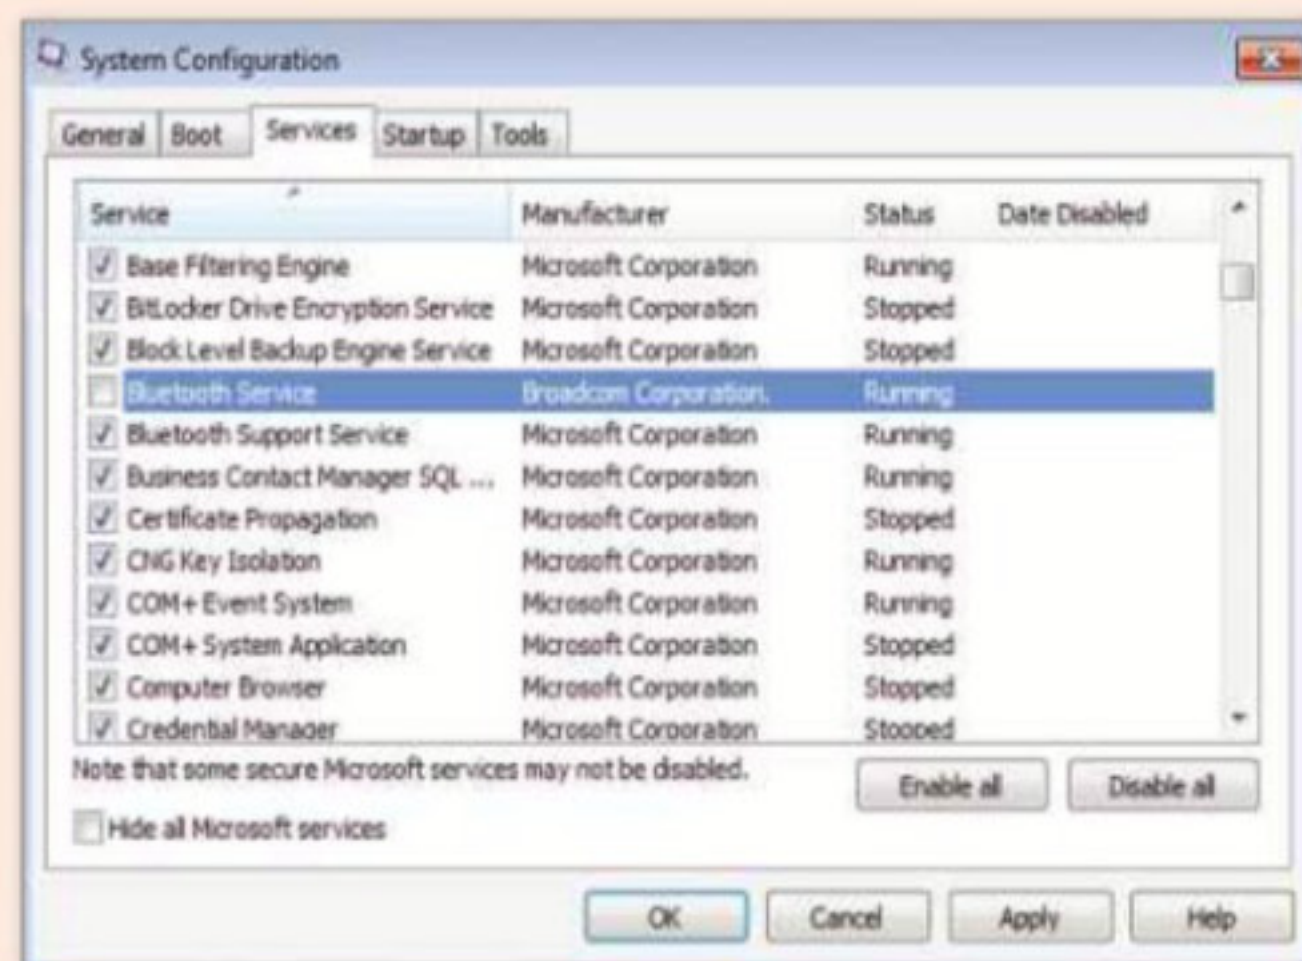 System Configuration
General Boot Services Startup Tools
Service Manufacturer Status Date Disabled
Base Filtering Engine Microsoft Corporation Running
BitLocker Drive Encryption Service Microsoft Corporation Stopped
Block Level Backup Engine Service Microsoft Corporation Stopped
Bluetooth Service Broadcom Corporation. Running
Bluetooth Support Service Microsoft Corporation Running
Business Contact Manager SQL ... Microsoft Corporation Running
Certificate Propagation Microsoft Corporation Stopped
CNG Key Isolation Microsoft Corporation Running
COM+ Event System Microsoft Corporation Running
COM+ System Application Microsoft Corporation Stopped
Computer Browser Microsoft Corporation Stopped
Credential Manager Microsoft Corporation Stopped
Note that some secure Microsoft services may not be disabled.
Enable all Disable all
Hide all Microsoft services
OK Cancel Apply Help